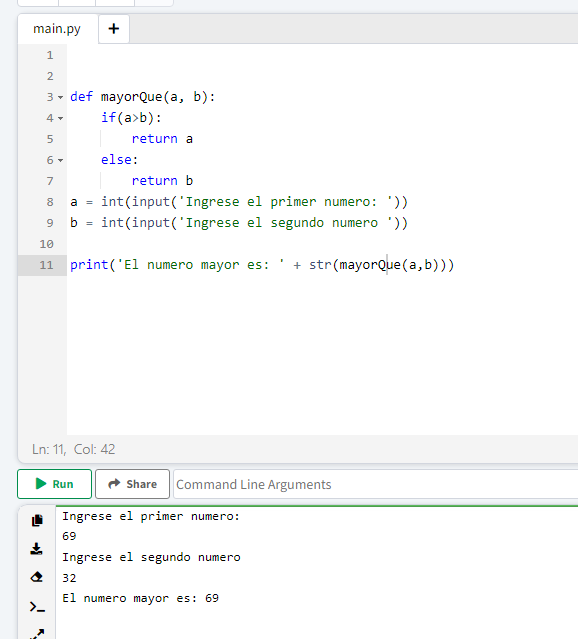 main.py +
1
2
3 def mayorQue(a, b):
4     if(a>b):
5         return a
6     else:
7         return b
8 a = int(input('Ingrese el primer numero: '))
9 b = int(input('Ingrese el segundo numero '))
10
11 print('El numero mayor es: ' + str(mayorQue(a,b)))
Ln: 11, Col: 42
Run Share Command Line Arguments
Ingrese el primer numero:
69
Ingrese el segundo numero
32
El numero mayor es: 69